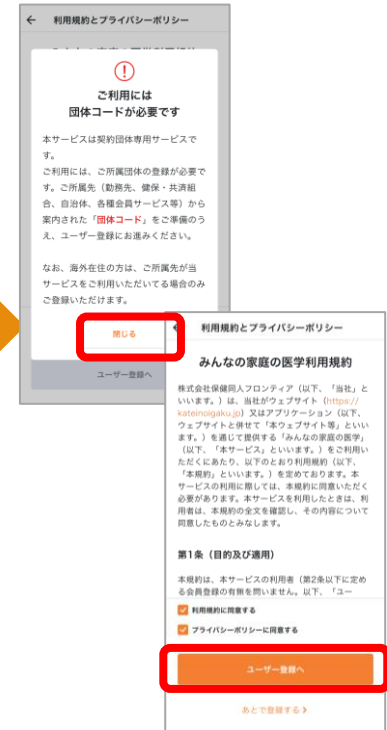 ← 利用規約とプライバシーポリシー
ご利用には
団体コードが必要です
本サービスは契約団体専用サービスで
す。
ご利用には、ご所属団体の登録が必要で
す。ご所属先（勤務先、健保・共済組
合、自治体、各種会員サービス等）から
案内された「団体コード」をご準備のう
え、ユーザー登録にお進みください。
なお、海外在住の方は、ご所属先が当
サービスをご利用いただいてる場合のみ
ご登録いただけます。
閉じる
ユーザー登録へ
利用規約とプライバシーポリシー
みんなの家庭の医学利用規約
株式会社保健同人フロンティア（以下、「当社」と
いいます。）は、当社がウェブサイト（https://
kateinoigaku.jp）又はアプリケーション（以下、
ウェブサイトと併せて「本ウェブサイト等」といい
ます。）を通じて提供する「みんなの家庭の医学」
（以下、「本サービス」といいます。）をご利用い
ただくにあたり、以下のとおり利用規約（以下、
「本規約」といいます。）を定めております。本
サービスの利用に際しては、本規約に同意いただく
必要があります。本サービスを利用したときは、利
用者は、本規約の全文を確認し、その内容について
同意したものとみなします。
第1条（目的及び適用）
本規約は、本サービスの利用者（第2条以下に定め
る会員登録の有無を問いません。以下、「ユー
利用規約に同意する
プライバシーポリシーに同意する
ユーザー登録へ
あとで登録する >